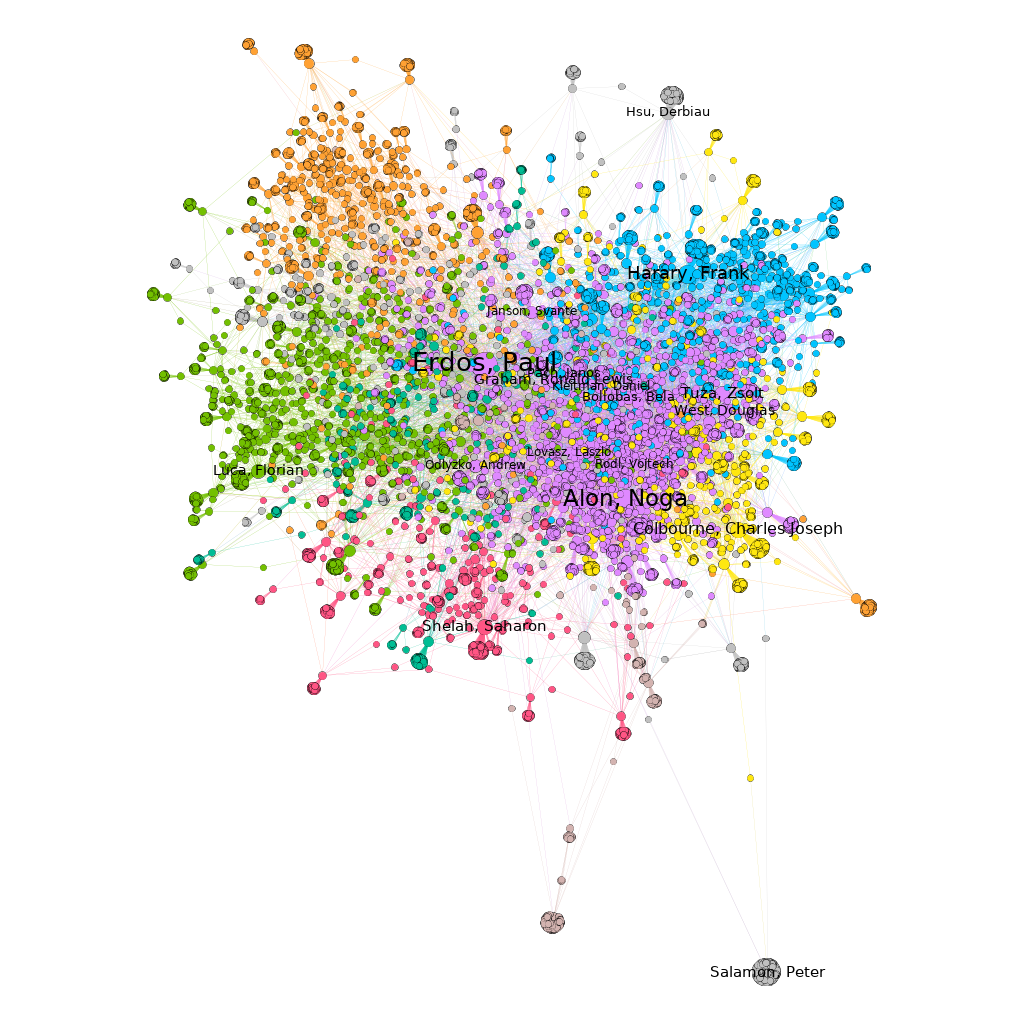 Hsu, Derbiau
Harary, Frank
Janson, Svante
Erdos, Paul
Pach, Janos
Graham, Ronald Lewis
Kleitman, Daniel
Tuza, Zsolt
Bollobas, Bela
West, Douglas
Lovasz, Laszlo
Odlyzko, Andrew
Rodl, Vojtech
Luca, Florian
Alon, Noga
Colbourne, Charles Joseph
Shelah, Saharon
Salamon, Peter